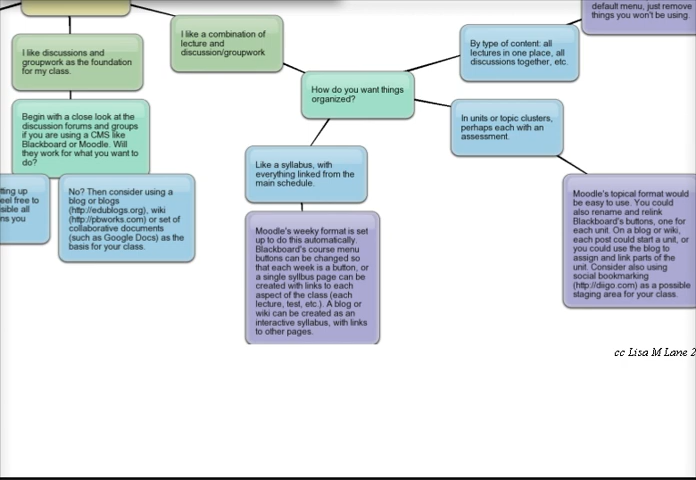 default menu, just remove
things you won't be using.
I like a combination of
lecture and
discussion/groupwork
By type of content: all
lectures in one place, all
discussions together, etc.
I like discussions and
groupwork as the foundation
for my class.
How do you want things
organized?
Begin with a close look at the
discussion forums and groups
if you are using a CMS like
Blackboard or Moodle. Will
they work for what you want to
do?
In units or topic clusters,
perhaps each with an
assessment.
Like a syllabus, with
everything linked from the
main schedule.
ting up
eel free to
sible all
ns you
No? Then consider using a
blog or blogs
(http://edublogs.org), wiki
(http://pbworks.com) or set of
collaborative documents
(such as Google Docs) as the
basis for your class.
Moodle's topical format would
be easy to use. You could
also rename and relink
Blackboard's buttons, one for
each unit. On a blog or wiki,
each post could start a unit, or
you could use the blog to
assign and link parts of the
unit. Consider also using
social bookmarking
(http://diigo.com) as a possible
staging area for your class.
Moodle's weekly format is set
up to do this automatically.
Blackboard's course menu
buttons can be changed so
that each week is a button, or
a single syllbus page can be
created with links to each
aspect of the class (each
lecture, test, etc.). A blog or
wiki can be created as an
interactive syllabus, with links
to other pages.
cc Lisa M Lane 2